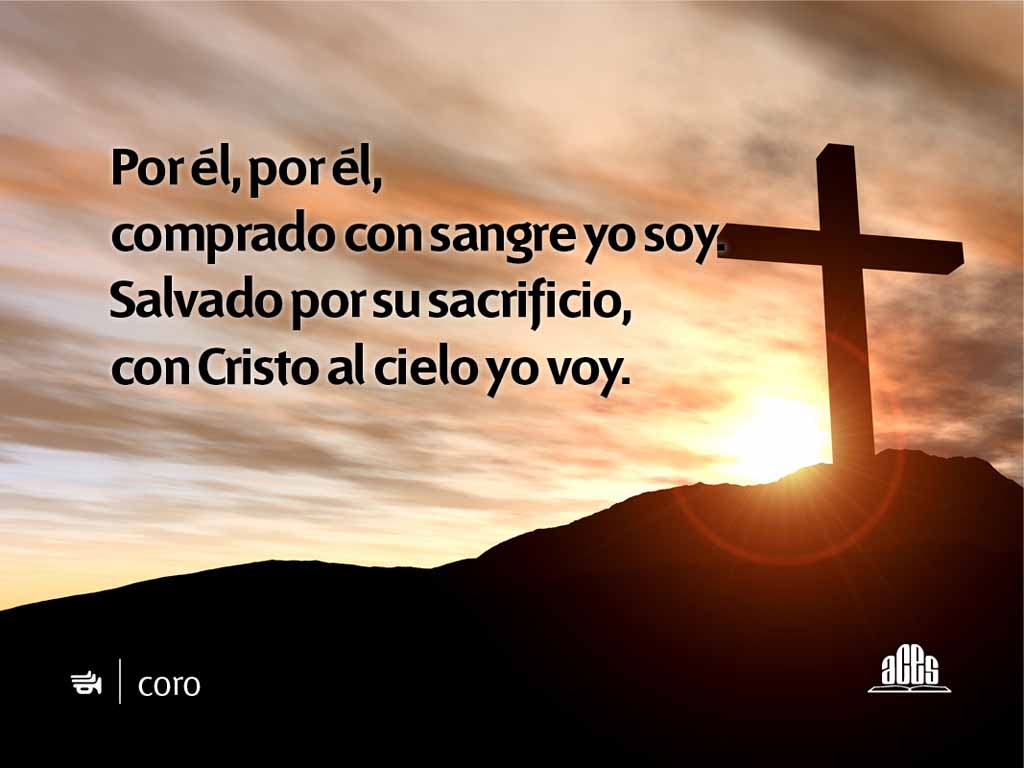 Por él, por él,
comprado con sangre yo soy.
Salvado por su sacrificio,
con Cristo al cielo yo voy.
coro
aces